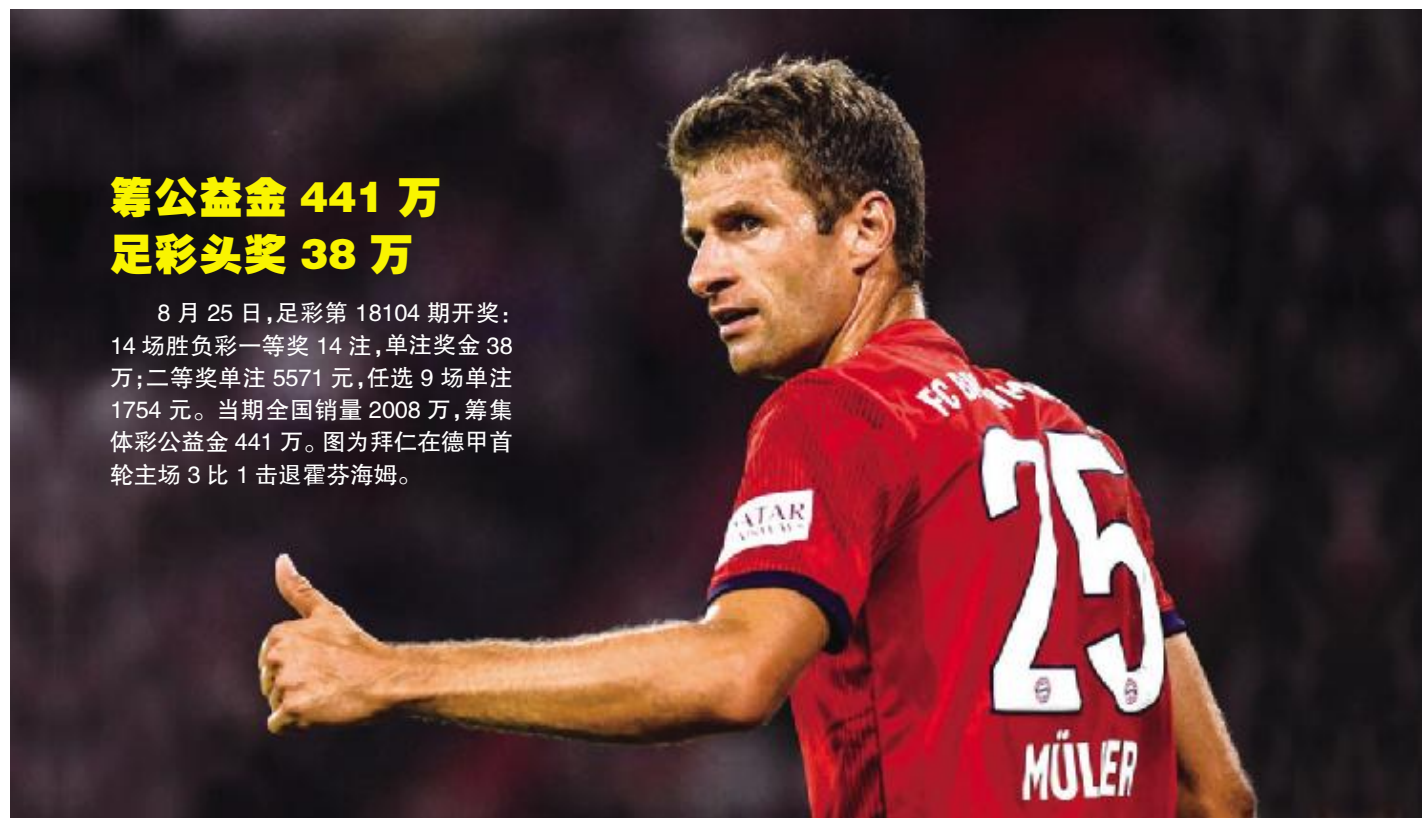 筹公益金 441 万
足彩头奖 38 万
8 月 25 日,足彩第 18104 期开奖:
14 场胜负彩一等奖 14 注,单注奖金 38
万;二等奖单注 5571 元,任选 9 场单注
1754 元。当期全国销量 2008 万,筹集
体彩公益金 441 万。图为拜仁在德甲首
轮主场 3 比 1 击退霍芬海姆。
FC
ATAR
25
MÜLLER